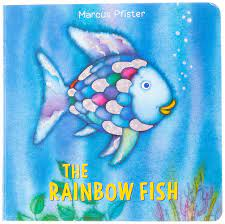 Marcus Pfister
THE
RAINBOW FISH